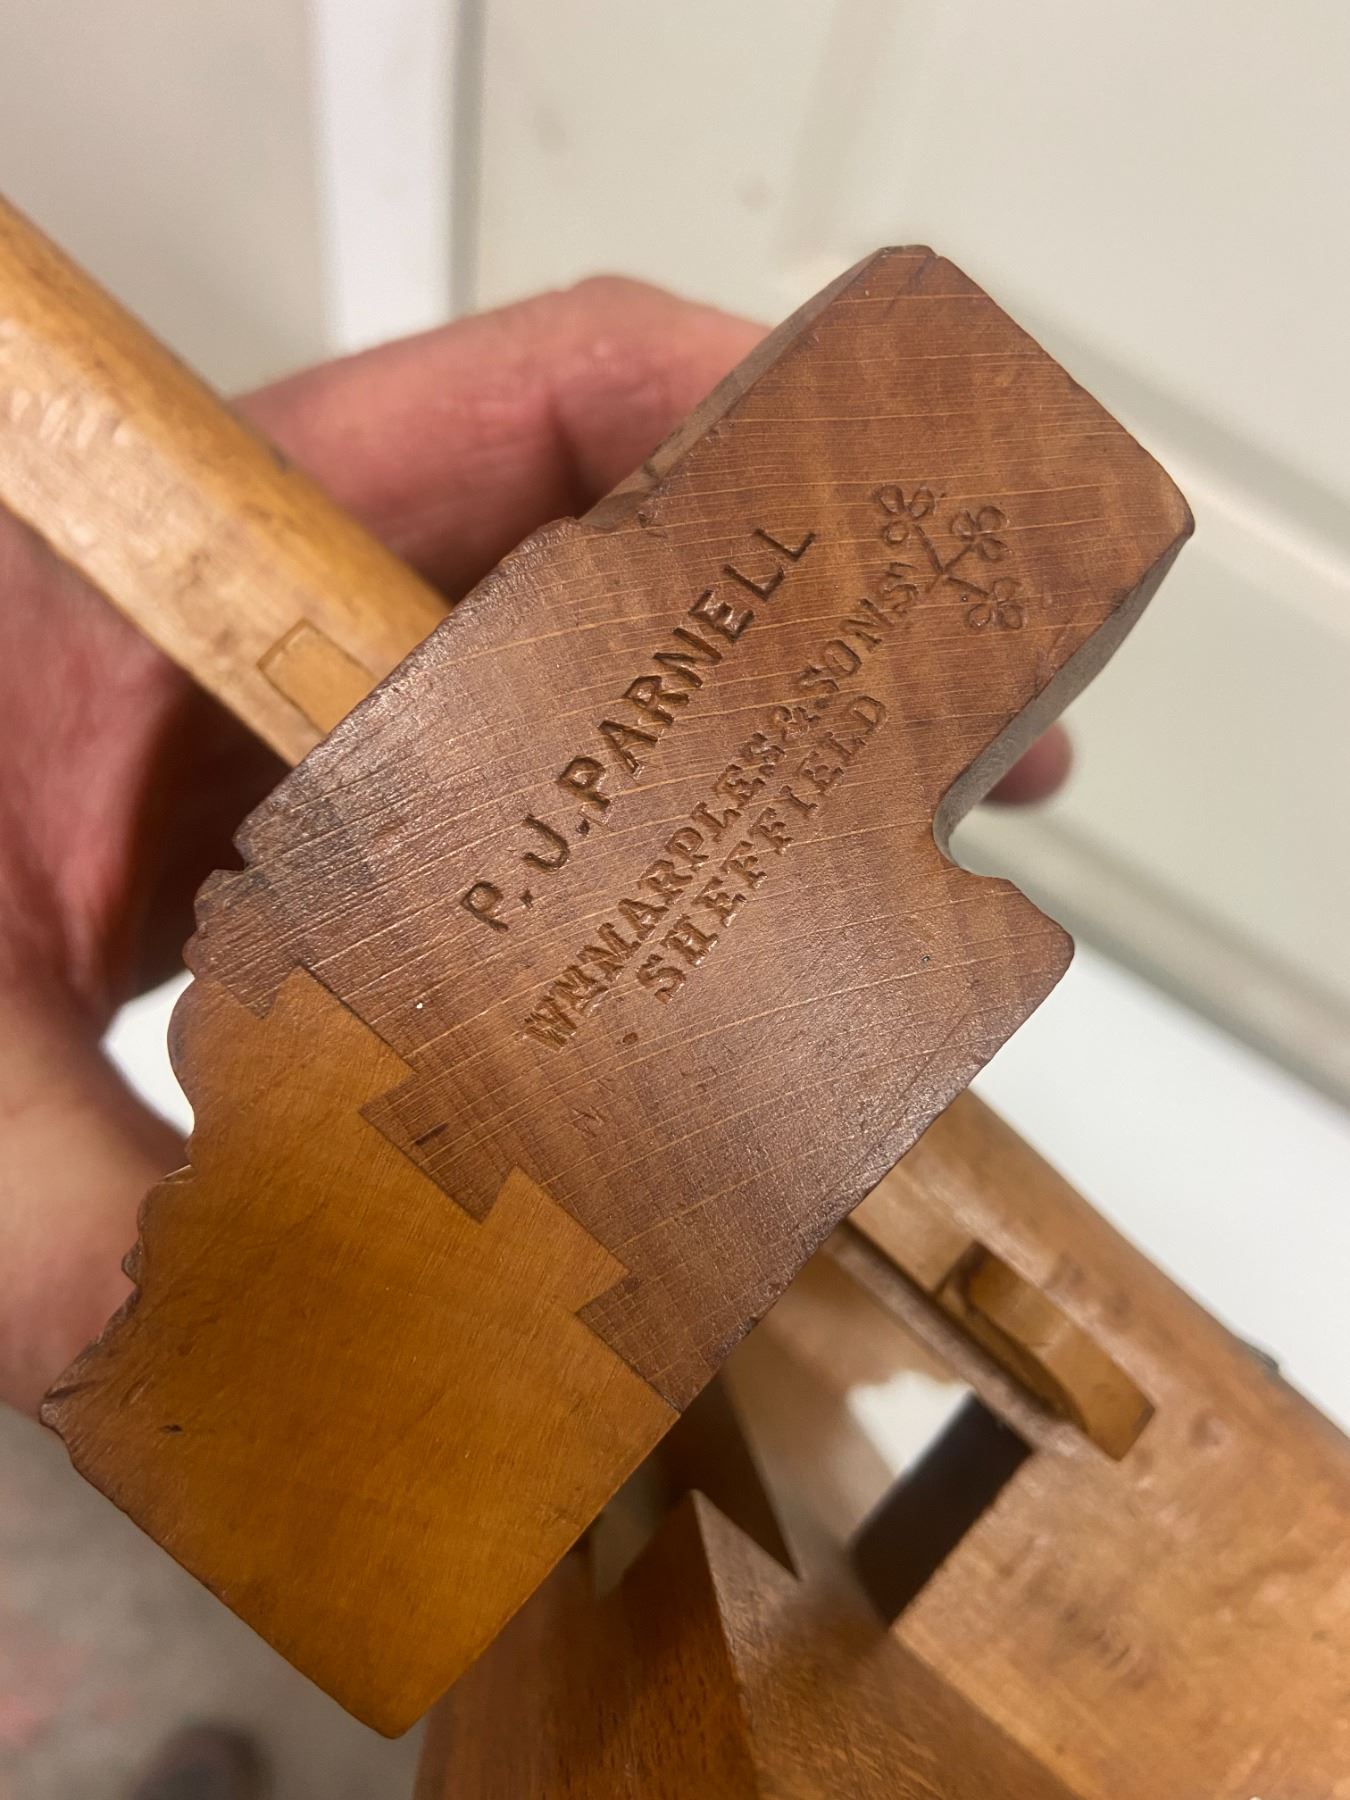 P. J. PARNELL
WM MARPLES & SONS
SHEFFIELD